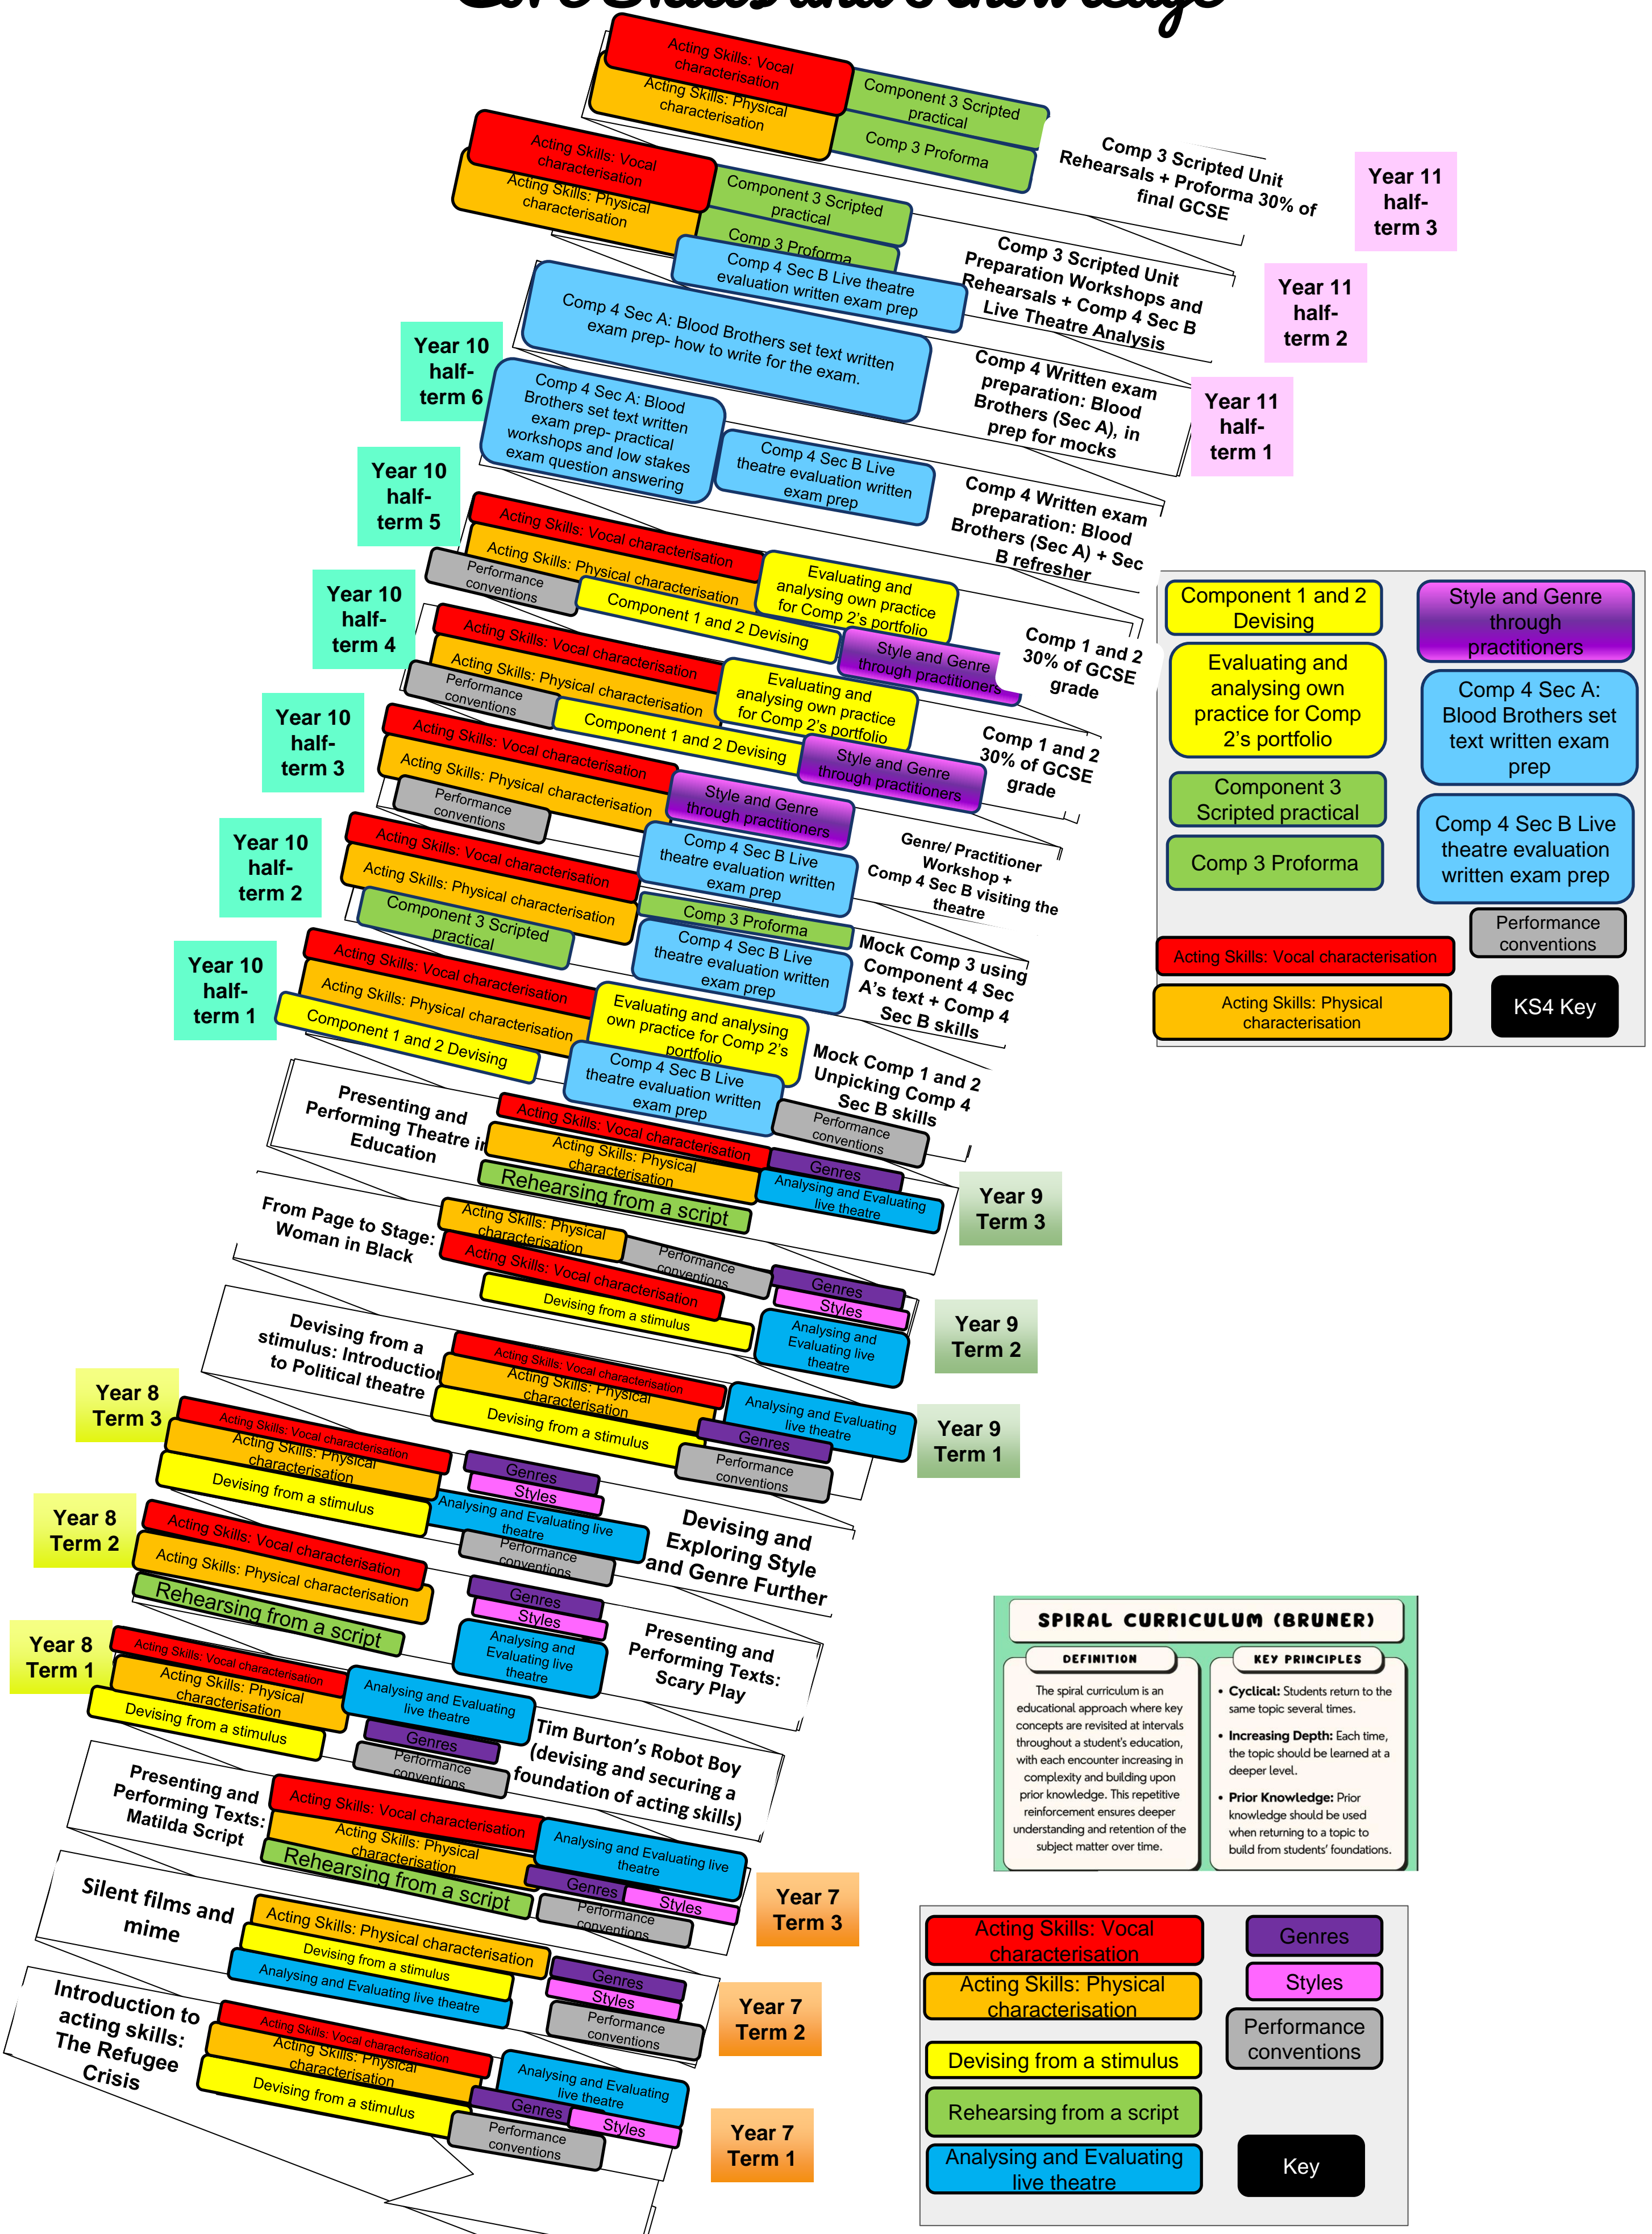 Core Skills and Knowledge
Acting Skills: Vocal
characterisation
Acting Skills: Physical
characterisation
Component 3 Scripted
practical
Comp 3 Proforma
Comp 3 Scripted Unit
Rehearsals + Proforma 30% of
final GCSE
Year 11
half-
term 3
Acting Skills: Vocal
characterisation
Acting Skills: Physical
characterisation
Component 3 Scripted
practical
Comp 3 Proforma
Comp 4 Sec B Live theatre
evaluation written exam prep
Comp 3 Scripted Unit
Preparation Workshops and
Rehearsals + Comp 4 Sec B
Live Theatre Analysis
Year 11
half-
term 2
Comp 4 Sec A: Blood Brothers set text written
exam prep- how to write for the exam.
Comp 4 Written exam
preparation: Blood
Brothers (Sec A), in
prep for mocks
Year 11
half-
term 1
Year 10
half-
term 6
Comp 4 Sec A: Blood
Brothers set text written
exam prep- practical
workshops and low stakes
exam question answering
Comp 4 Sec B Live
theatre evaluation written
exam prep
Comp 4 Written exam
preparation: Blood
Brothers (Sec A) + Sec
B refresher
Year 10
half-
term 5
Acting Skills: Vocal characterisation
Acting Skills: Physical characterisation
Performance
conventions
Component 1 and 2 Devising
Evaluating and
analysing own practice
for Comp 2’s portfolio
Style and Genre
through practitioners
Comp 1 and 2
30% of GCSE
grade
Year 10
half-
term 4
Acting Skills: Vocal characterisation
Acting Skills: Physical characterisation
Performance
conventions
Component 1 and 2 Devising
Evaluating and
analysing own practice
for Comp 2’s portfolio
Style and Genre
through practitioners
Comp 1 and 2
30% of GCSE
grade
Year 10
half-
term 3
Acting Skills: Vocal characterisation
Acting Skills: Physical characterisation
Performance
conventions
Style and Genre
through practitioners
Comp 4 Sec B Live
theatre evaluation written
exam prep
Genre/ Practitioner
Workshop +
Comp 4 Sec B visiting the
theatre
Year 10
half-
term 2
Acting Skills: Vocal characterisation
Acting Skills: Physical characterisation
Component 3 Scripted
practical
Comp 3 Proforma
Comp 4 Sec B Live
theatre evaluation written
exam prep
Mock Comp 3 using
Component 4 Sec
A’s text + Comp 4
Sec B skills
Year 10
half-
term 1
Acting Skills: Vocal characterisation
Acting Skills: Physical characterisation
Component 1 and 2 Devising
Evaluating and analysing
own practice for Comp 2’s
portfolio
Comp 4 Sec B Live
theatre evaluation written
exam prep
Performance
conventions
Mock Comp 1 and 2
Unpicking Comp 4
Sec B skills
Component 1 and 2
Devising
Evaluating and
analysing own
practice for Comp
2’s portfolio
Component 3
Scripted practical
Comp 3 Proforma
Style and Genre
through
practitioners
Comp 4 Sec A:
Blood Brothers set
text written exam
prep
Comp 4 Sec B Live
theatre evaluation
written exam prep
Performance
conventions
Acting Skills: Vocal characterisation
Acting Skills: Physical
characterisation
KS4 Key
Presenting and
Performing Theatre in
Education
Acting Skills: Vocal characterisation
Acting Skills: Physical
characterisation
Rehearsing from a script
Genres
Analysing and Evaluating
live theatre
Year 9
Term 3
From Page to Stage:
Woman in Black
Acting Skills: Physical
characterisation
Acting Skills: Vocal characterisation
Devising from a stimulus
Performance
conventions
Genres
Styles
Analysing and
Evaluating live
theatre
Year 9
Term 2
Devising from a
stimulus: Introduction
to Political theatre
Acting Skills: Vocal characterisation
Acting Skills: Physical
characterisation
Devising from a stimulus
Analysing and Evaluating
live theatre
Genres
Performance
conventions
Year 9
Term 1
Year 8
Term 3
Acting Skills: Vocal characterisation
Acting Skills: Physical
characterisation
Devising from a stimulus
Genres
Styles
Analysing and Evaluating live
theatre
Performance
conventions
Devising and
Exploring Style
and Genre Further
Year 8
Term 2
Acting Skills: Vocal characterisation
Acting Skills: Physical characterisation
Rehearsing from a script
Genres
Styles
Analysing and
Evaluating live
theatre
Presenting and
Performing Texts:
Scary Play
Year 8
Term 1
Acting Skills: Vocal characterisation
Acting Skills: Physical
characterisation
Devising from a stimulus
Analysing and Evaluating
live theatre
Genres
Performance
conventions
Tim Burton’s Robot Boy
(devising and securing a
foundation of acting skills)
Presenting and
Performing Texts:
Matilda Script
Acting Skills: Vocal characterisation
Acting Skills: Physical
characterisation
Rehearsing from a script
Analysing and Evaluating live
theatre
Genres
Styles
Performance
conventions
Year 7
Term 3
Silent films and
mime
Acting Skills: Physical characterisation
Devising from a stimulus
Analysing and Evaluating live theatre
Genres
Styles
Performance
conventions
Year 7
Term 2
Introduction to
acting skills:
The Refugee
Crisis
Acting Skills: Vocal characterisation
Acting Skills: Physical
characterisation
Devising from a stimulus
Analysing and Evaluating
live theatre
Genres
Styles
Performance
conventions
Year 7
Term 1
SPIRAL CURRICULUM (BRUNER)
DEFINITION
The spiral curriculum is an
educational approach where key
concepts are revisited at intervals
throughout a student's education,
with each encounter increasing in
complexity and building upon
prior knowledge. This repetitive
reinforcement ensures deeper
understanding and retention of the
subject matter over time.
KEY PRINCIPLES
• Cyclical: Students return to the
same topic several times.
• Increasing Depth: Each time,
the topic should be learned at a
deeper level.
• Prior Knowledge: Prior
knowledge should be used
when returning to a topic to
build from students' foundations.
Acting Skills: Vocal
characterisation
Acting Skills: Physical
characterisation
Devising from a stimulus
Rehearsing from a script
Analysing and Evaluating
live theatre
Genres
Styles
Performance
conventions
Key